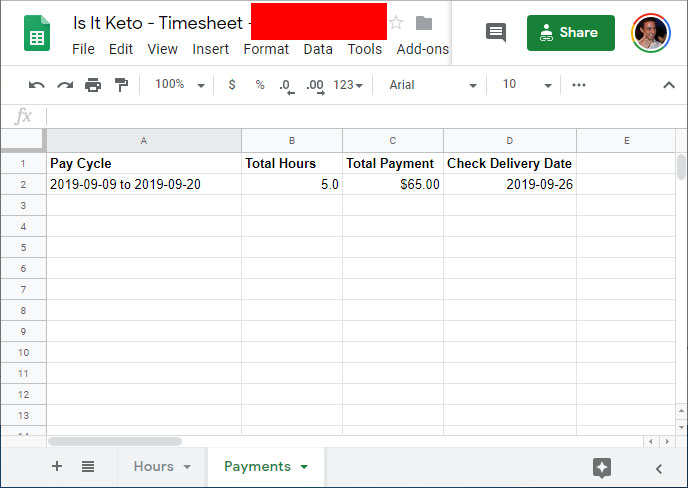 Is It Keto - Timesheet -
File Edit View Insert Format Data Tools Add-ons
Share
100% $ % .0 .00 123 Arial 10
fx
A B C D E
1 Pay Cycle Total Hours Total Payment Check Delivery Date
2 2019-09-09 to 2019-09-20 5.0 $65.00 2019-09-26
3
4
5
6
7
8
9
10
11
12
13
Hours Payments